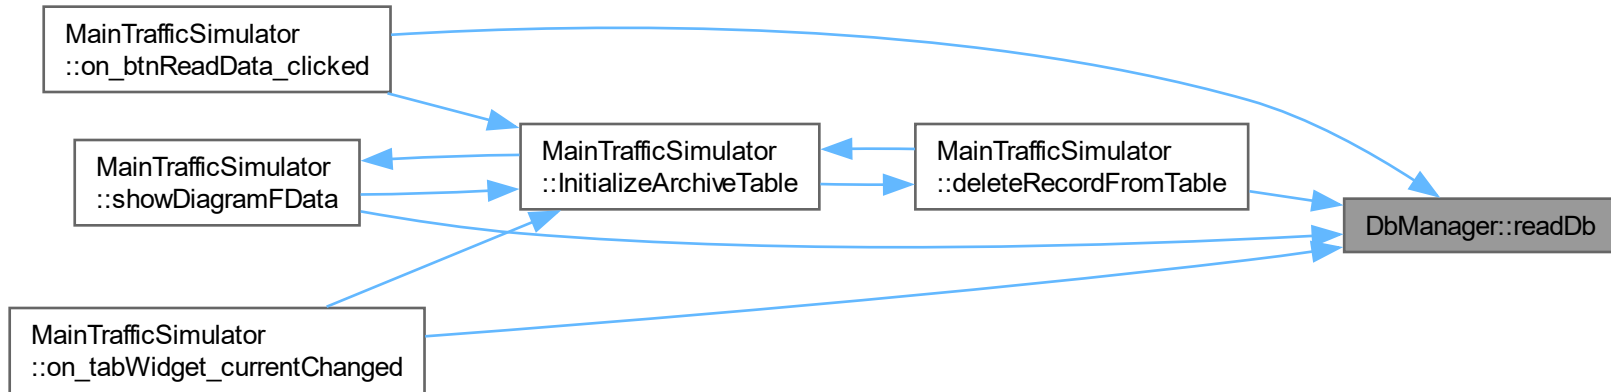 MainTrafficSimulator
::on_btnReadData_clicked
MainTrafficSimulator
::showDiagramFData
MainTrafficSimulator
::InitializeArchiveTable
MainTrafficSimulator
::deleteRecordFromTable
DbManager::readDb
MainTrafficSimulator
::on_tabWidget_currentChanged